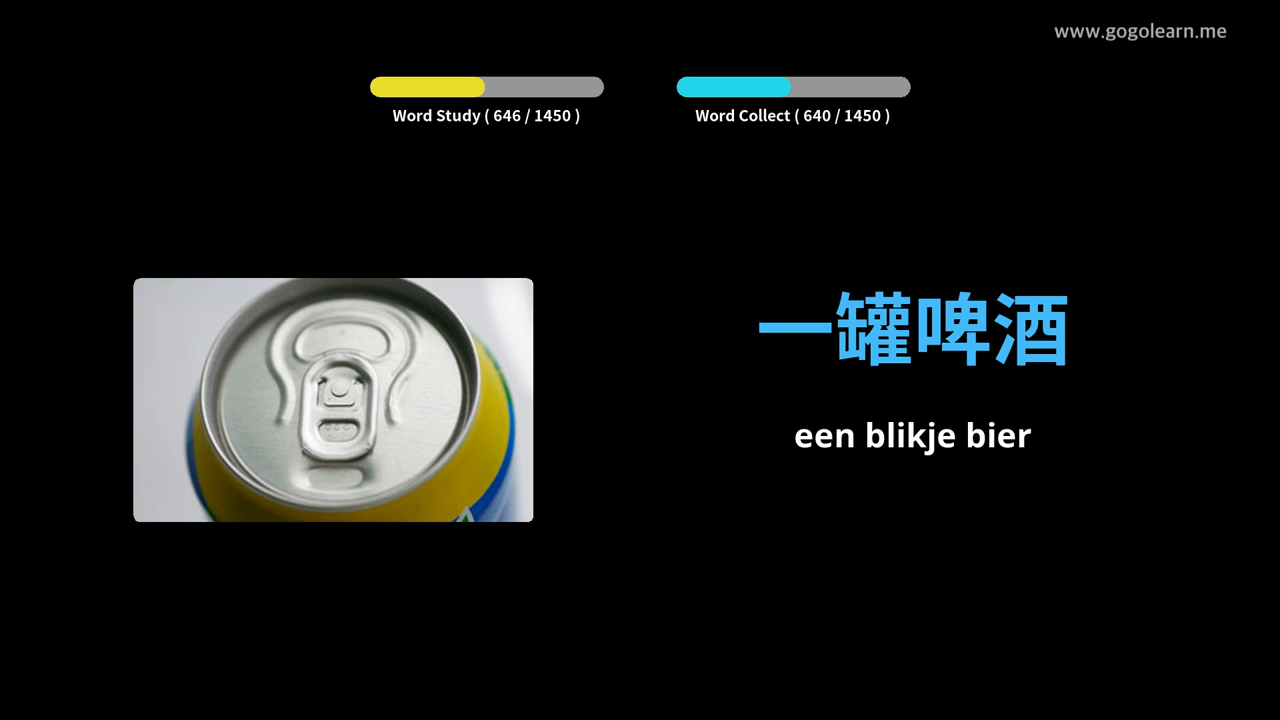 www.gogolearn.me
Word Study ( 646 / 1450 )
Word Collect ( 640 / 1450 )
一罐啤酒
een blikje bier